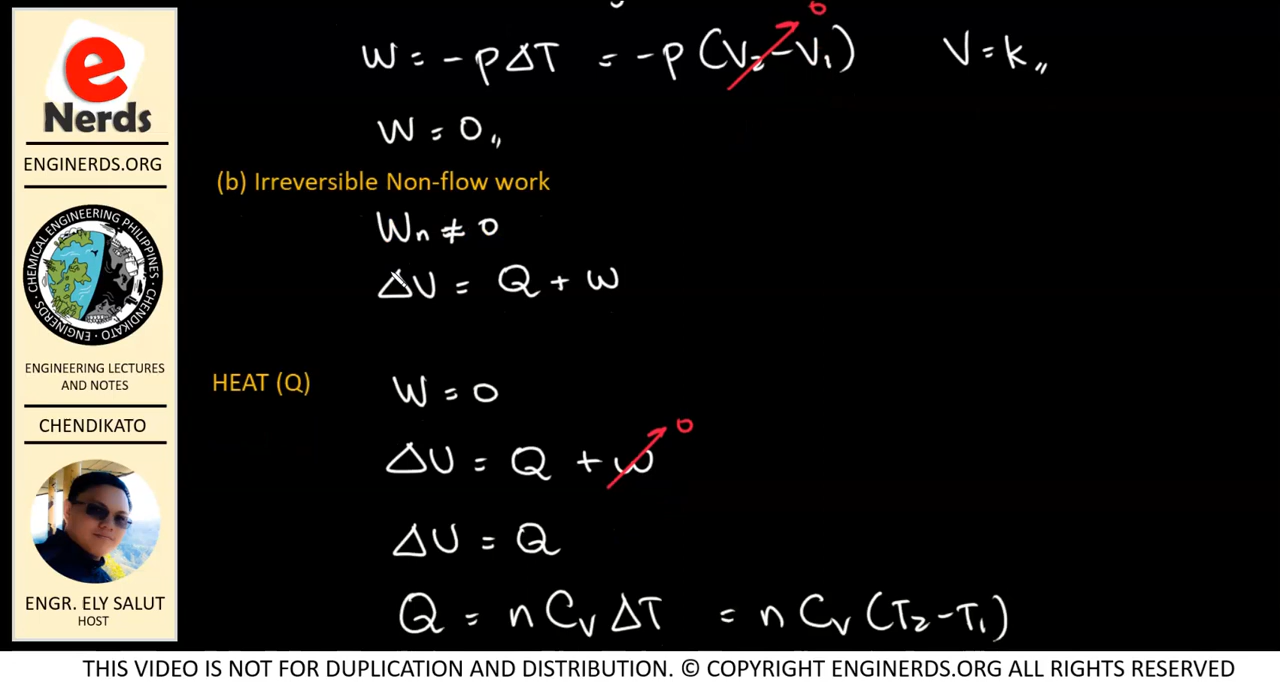 e
Nerds
ENGINERDS.ORG
CHEMICAL ENGINEERING PHILIPPINES
· CHENDIKATO · ENGINERDS.ORG ·
ENGINEERING LECTURES
AND NOTES
CHENDIKATO
ENGR. ELY SALUT
HOST
0
W = -pΔT = -p(V₂-V₁) V=k,,
W = 0,,
(b) Irreversible Non-flow work
Wn ≠ 0
ΔU = Q + W
HEAT (Q)
W = 0
0
ΔU = Q + W
ΔU = Q
Q = nCvΔT = nCv(T₂-T₁)
THIS VIDEO IS NOT FOR DUPLICATION AND DISTRIBUTION. © COPYRIGHT ENGINERDS.ORG ALL RIGHTS RESERVED